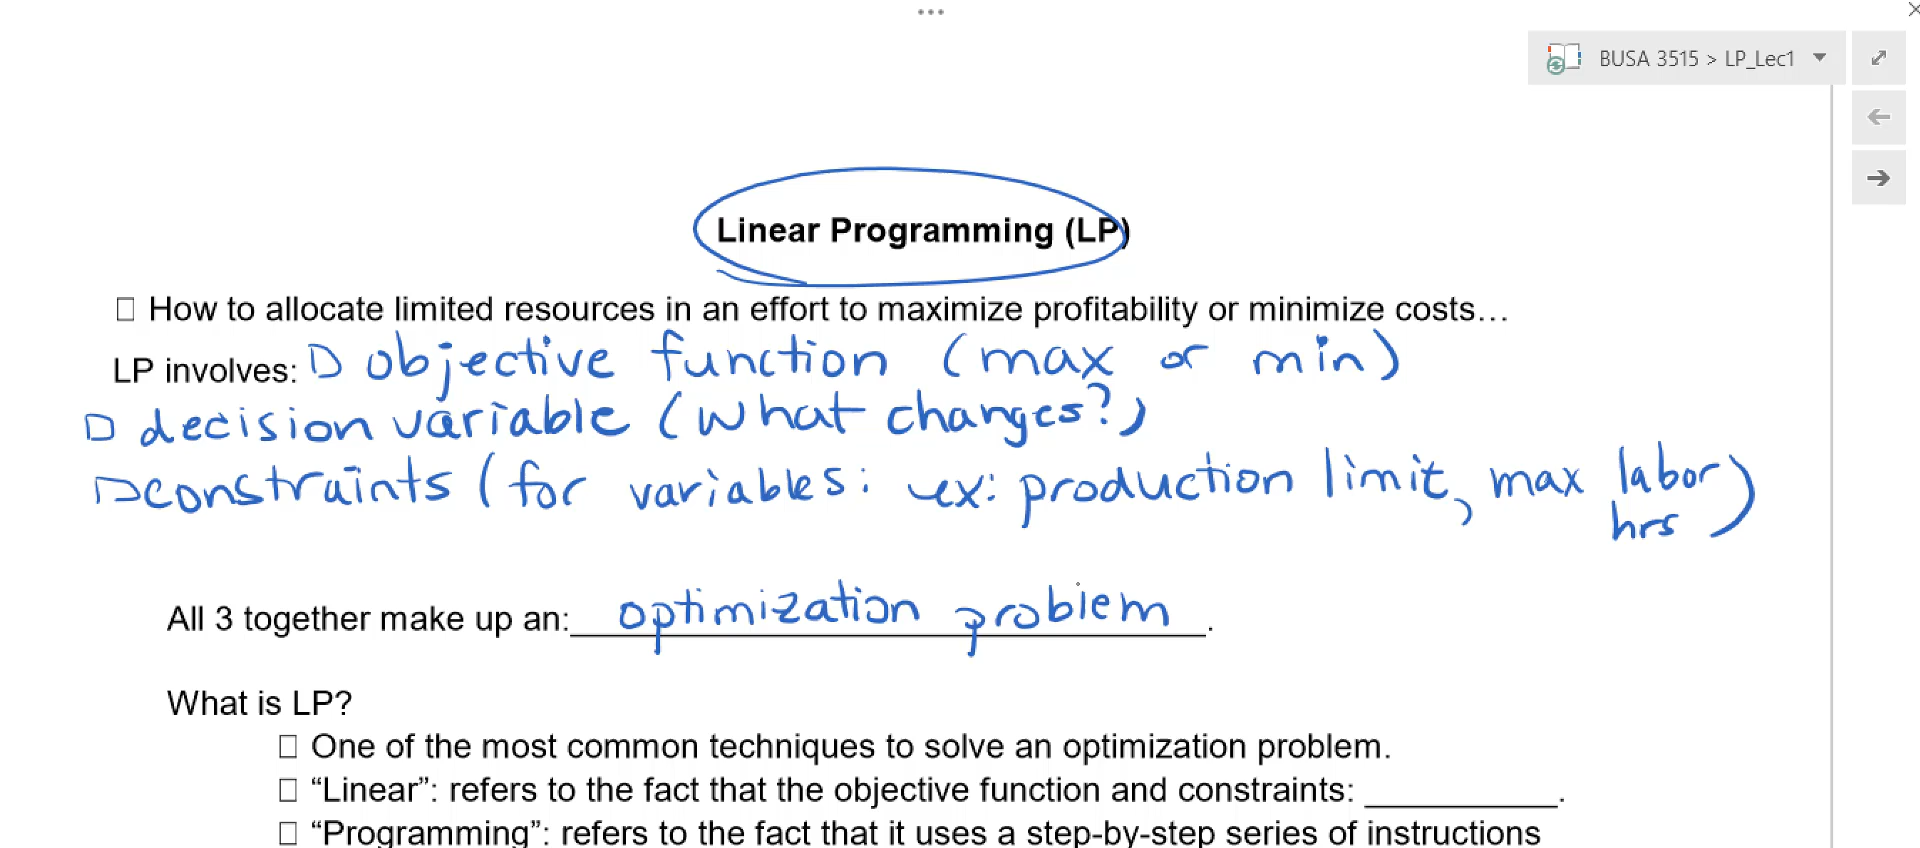 BUSA 3515 > LP_Lec1
Linear Programming (LP)
□ How to allocate limited resources in an effort to maximize profitability or minimize costs…
LP involves: □ objective function (max or min)
□ decision variable (what changes?)
□ constraints (for variables: ex: production limit, max labor
hrs)
All 3 together make up an: optimization problem.
What is LP?
□ One of the most common techniques to solve an optimization problem.
□ “Linear”: refers to the fact that the objective function and constraints: __________.
□ “Programming”: refers to the fact that it uses a step-by-step series of instructions